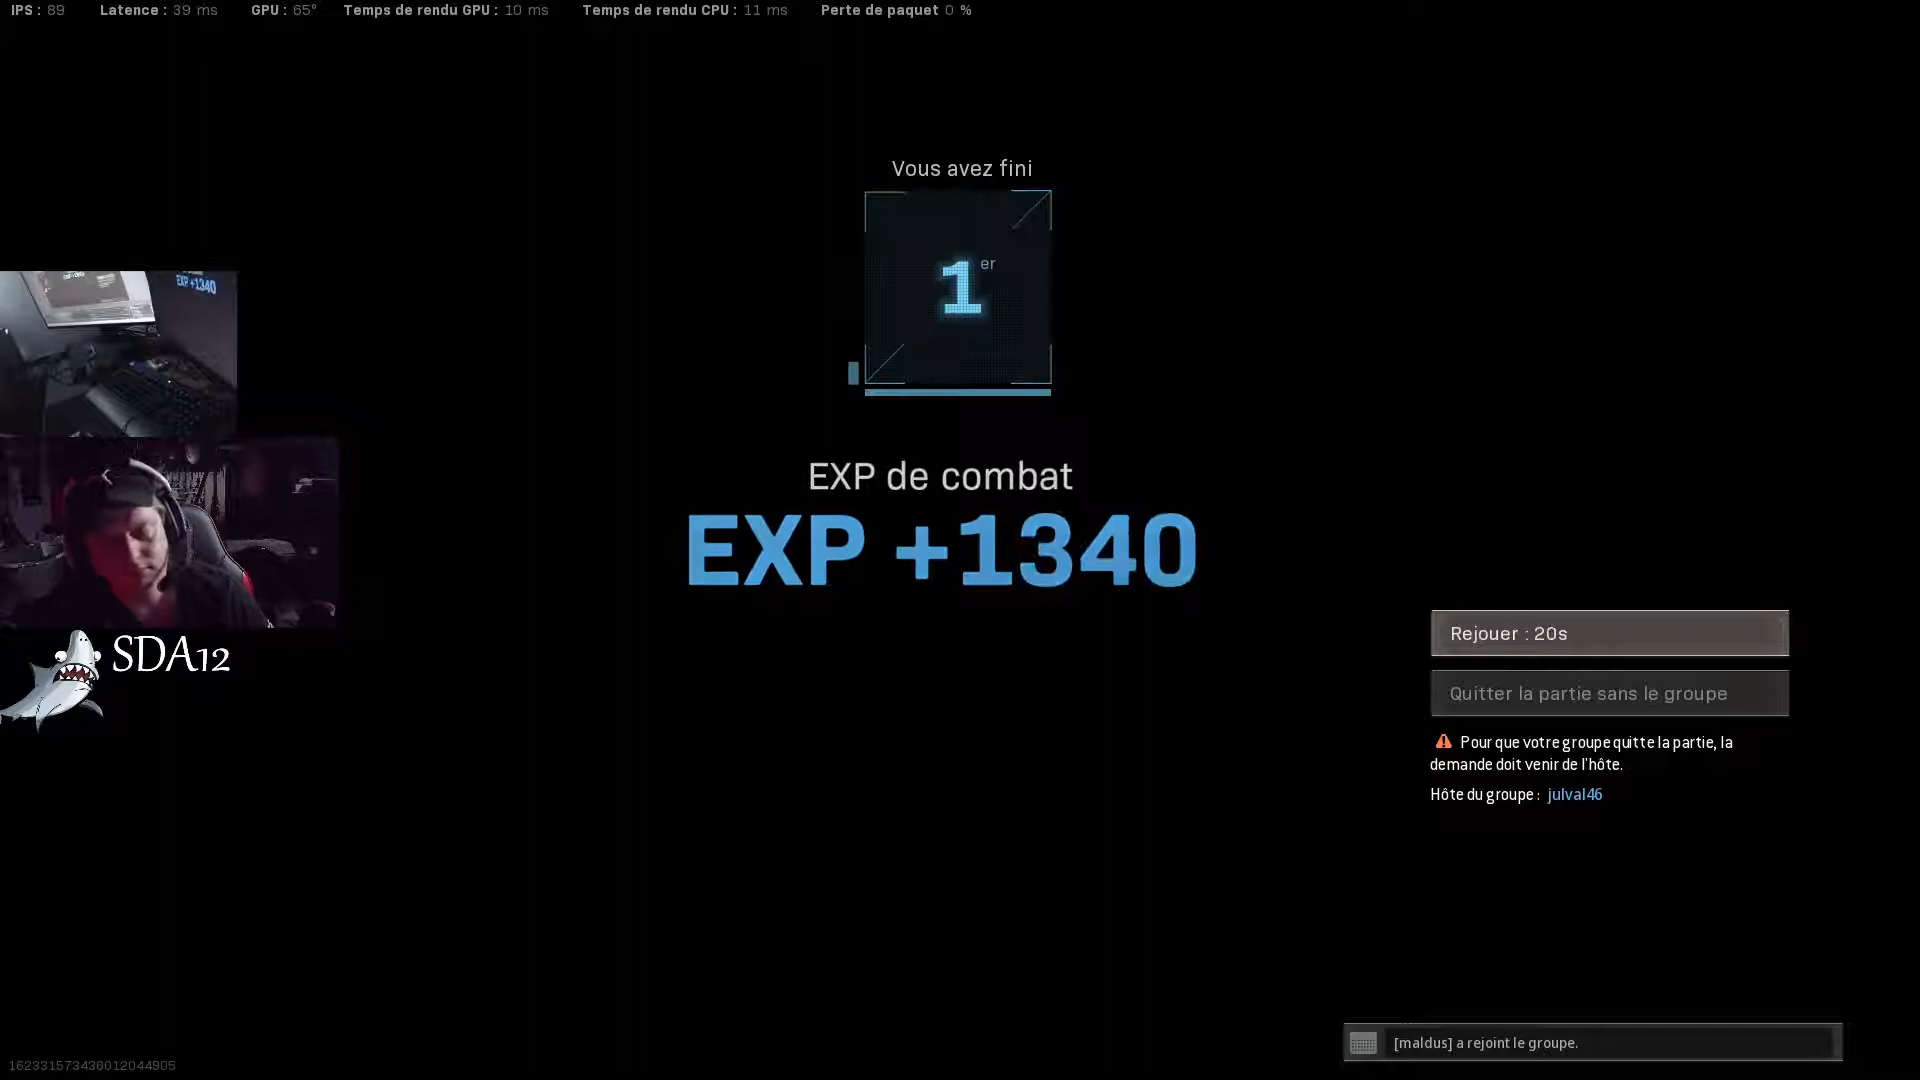 IPS : 89 Latence : 39 ms GPU : 65° Temps de rendu GPU : 10 ms Temps de rendu CPU : 11 ms Perte de paquet 0 %
Vous avez fini
1er
EXP +1340
EXP de combat
EXP +1340
SDA12
Rejouer : 20s
Quitter la partie sans le groupe
Pour que votre groupe quitte la partie, la
demande doit venir de l'hôte.
Hôte du groupe : julval46
[maldus] a rejoint le groupe.
162331573436012044905